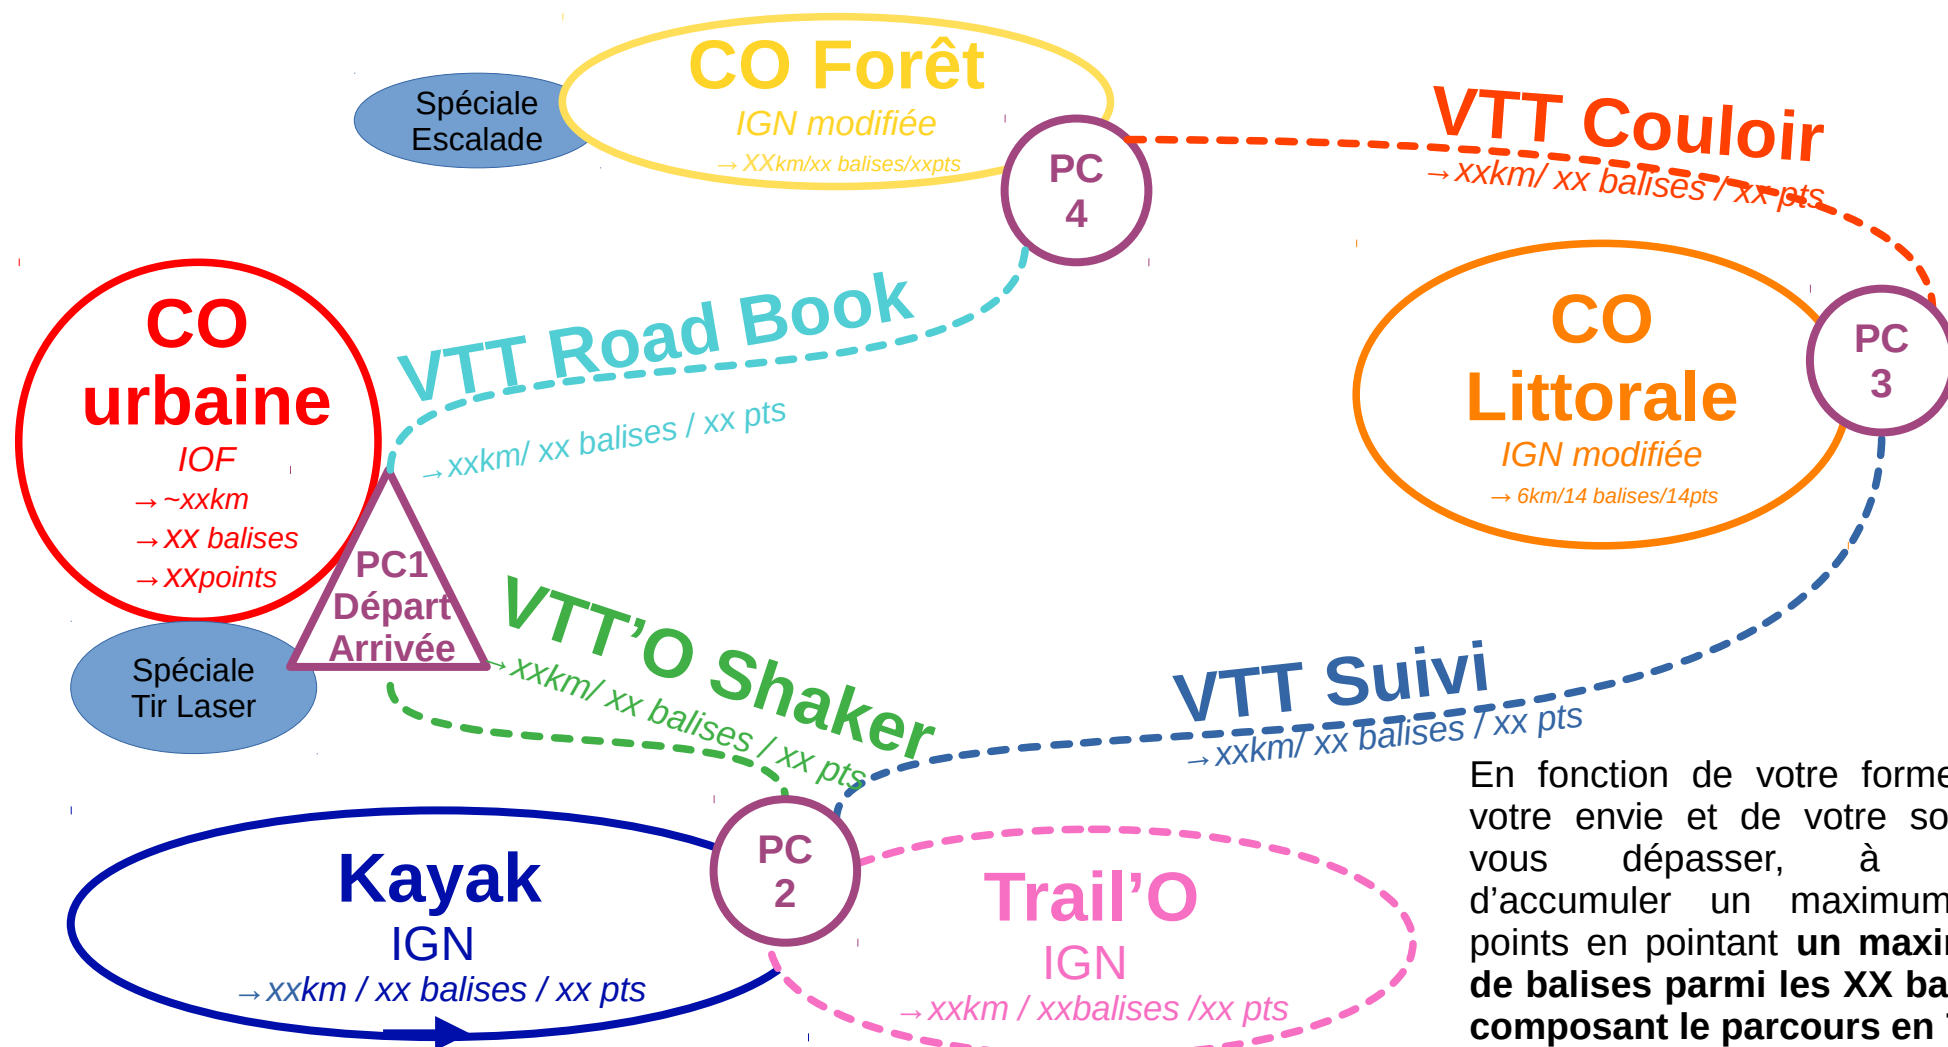 CO Forêt
IGN modifiée
→XXkm/xx balises/xxpts
Spéciale
Escalade
PC
4
VTT Couloir
→xxkm/ xx balises / xx pts
CO
urbaine
IOF
→~xxkm
→xx balises
→xxpoints
VTT Road Book
→xxkm/ xx balises / xx pts
CO
Littorale
IGN modifiée
→6km/14 balises/14pts
PC
3
PC1
Départ
Arrivée
Spéciale
Tir Laser
VTT’O Shaker
→xxkm/ xx balises / xx pts
VTT Suivi
→xxkm/ xx balises / xx pts
PC
2
Kayak
IGN
→xxkm / xx balises / xx pts
Trail’O
IGN
→xxkm / xxbalises /xx pts
En fonction de votre forme
votre envie et de votre so
vous dépasser, à
d’accumuler un maximum
points en pointant un maxi
de balises parmi les XX ba
composant le parcours en